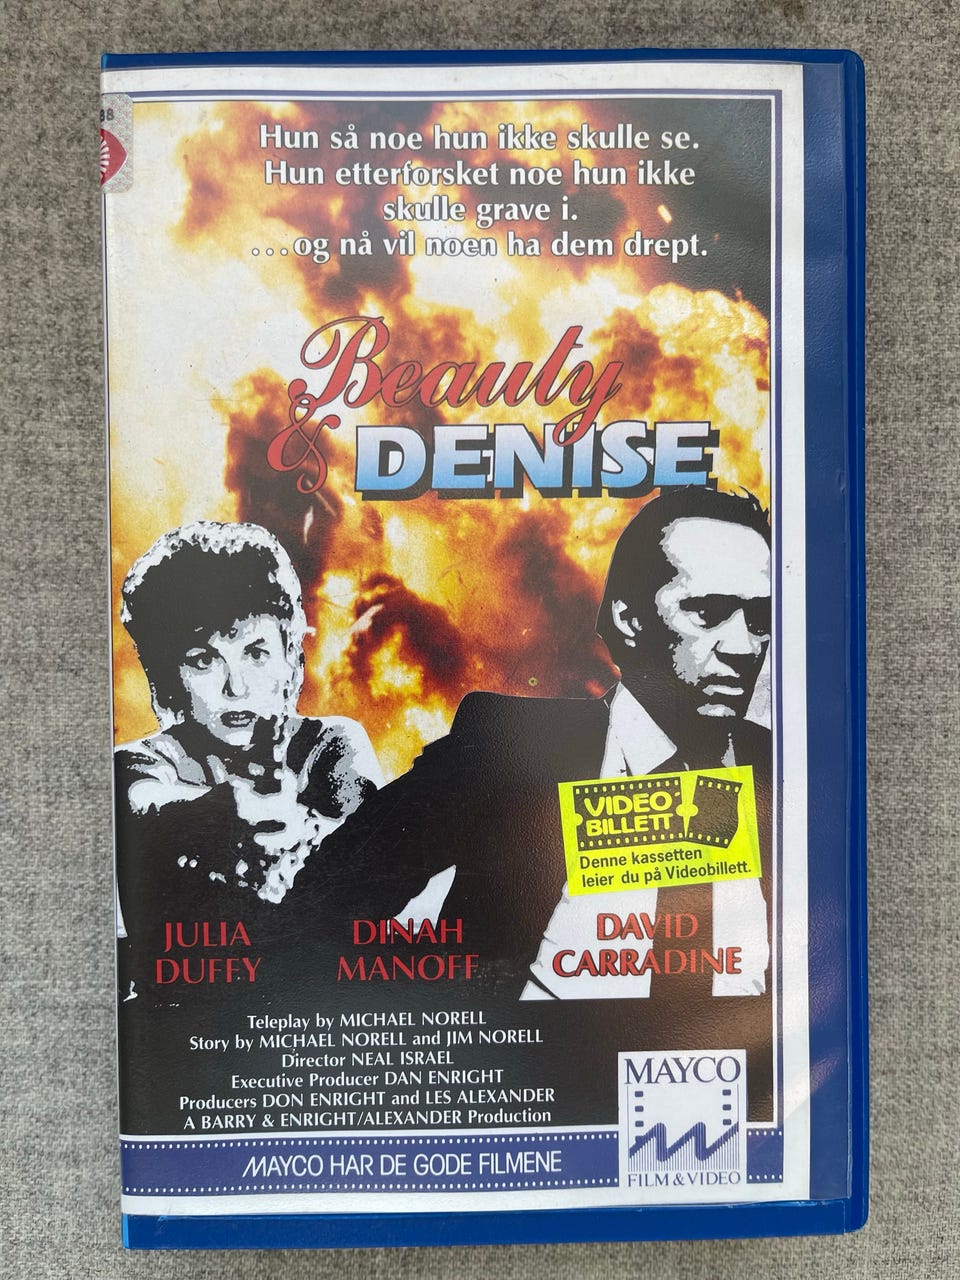 88
Hun så noe hun ikke skulle se.
Hun etterforsket noe hun ikke
skulle grave i.
...og nå vil noen ha dem drept.
Beauty
& DENISE
VIDEO
BILLETT
Denne kassetten
leier du på Videobillett.
JULIA
DUFFY
DINAH
MANOFF
DAVID
CARRADINE
Teleplay by MICHAEL NORELL
Story by MICHAEL NORELL and JIM NORELL
Director NEAL ISRAEL
Executive Producer DAN ENRIGHT
Producers DON ENRIGHT and LES ALEXANDER
A BARRY & ENRIGHT/ALEXANDER Production
MAYCO HAR DE GODE FILMENE
MAYCO
FILM & VIDEO